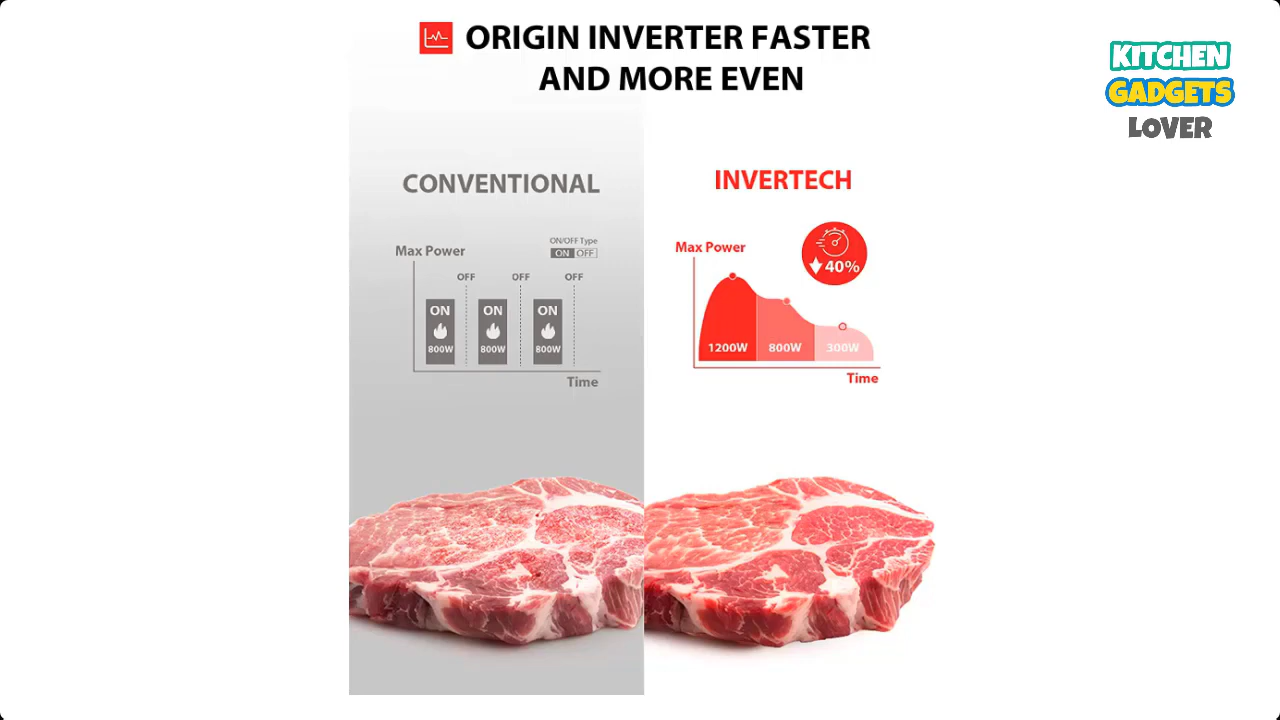 ORIGIN INVERTER FASTER
AND MORE EVEN
KITCHEN
GADGETS
LOVER
CONVENTIONAL
Max Power
ON/OFF Type
ON OFF
OFF OFF OFF
ON ON ON
800W 800W 800W
Time
INVERTECH
Max Power
40%
1200W 800W 300W
Time